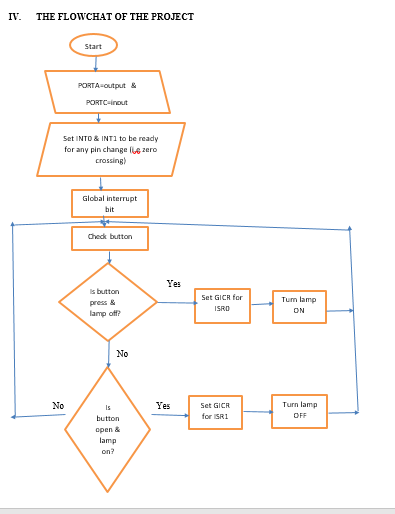 IV. THE FLOWCHAT OF THE PROJECT
Start
PORTA=output &
PORTC=input
Set INT0 & INT1 to be ready
for any pin change (i.e zero
crossing)
Global interrupt
bit
Check button
Is button
press &
lamp off?
Yes
Set GICR for
ISR0
Turn lamp
ON
No
Is
button
open &
lamp
on?
No
Yes
Set GICR
for ISR1
Turn lamp
OFF